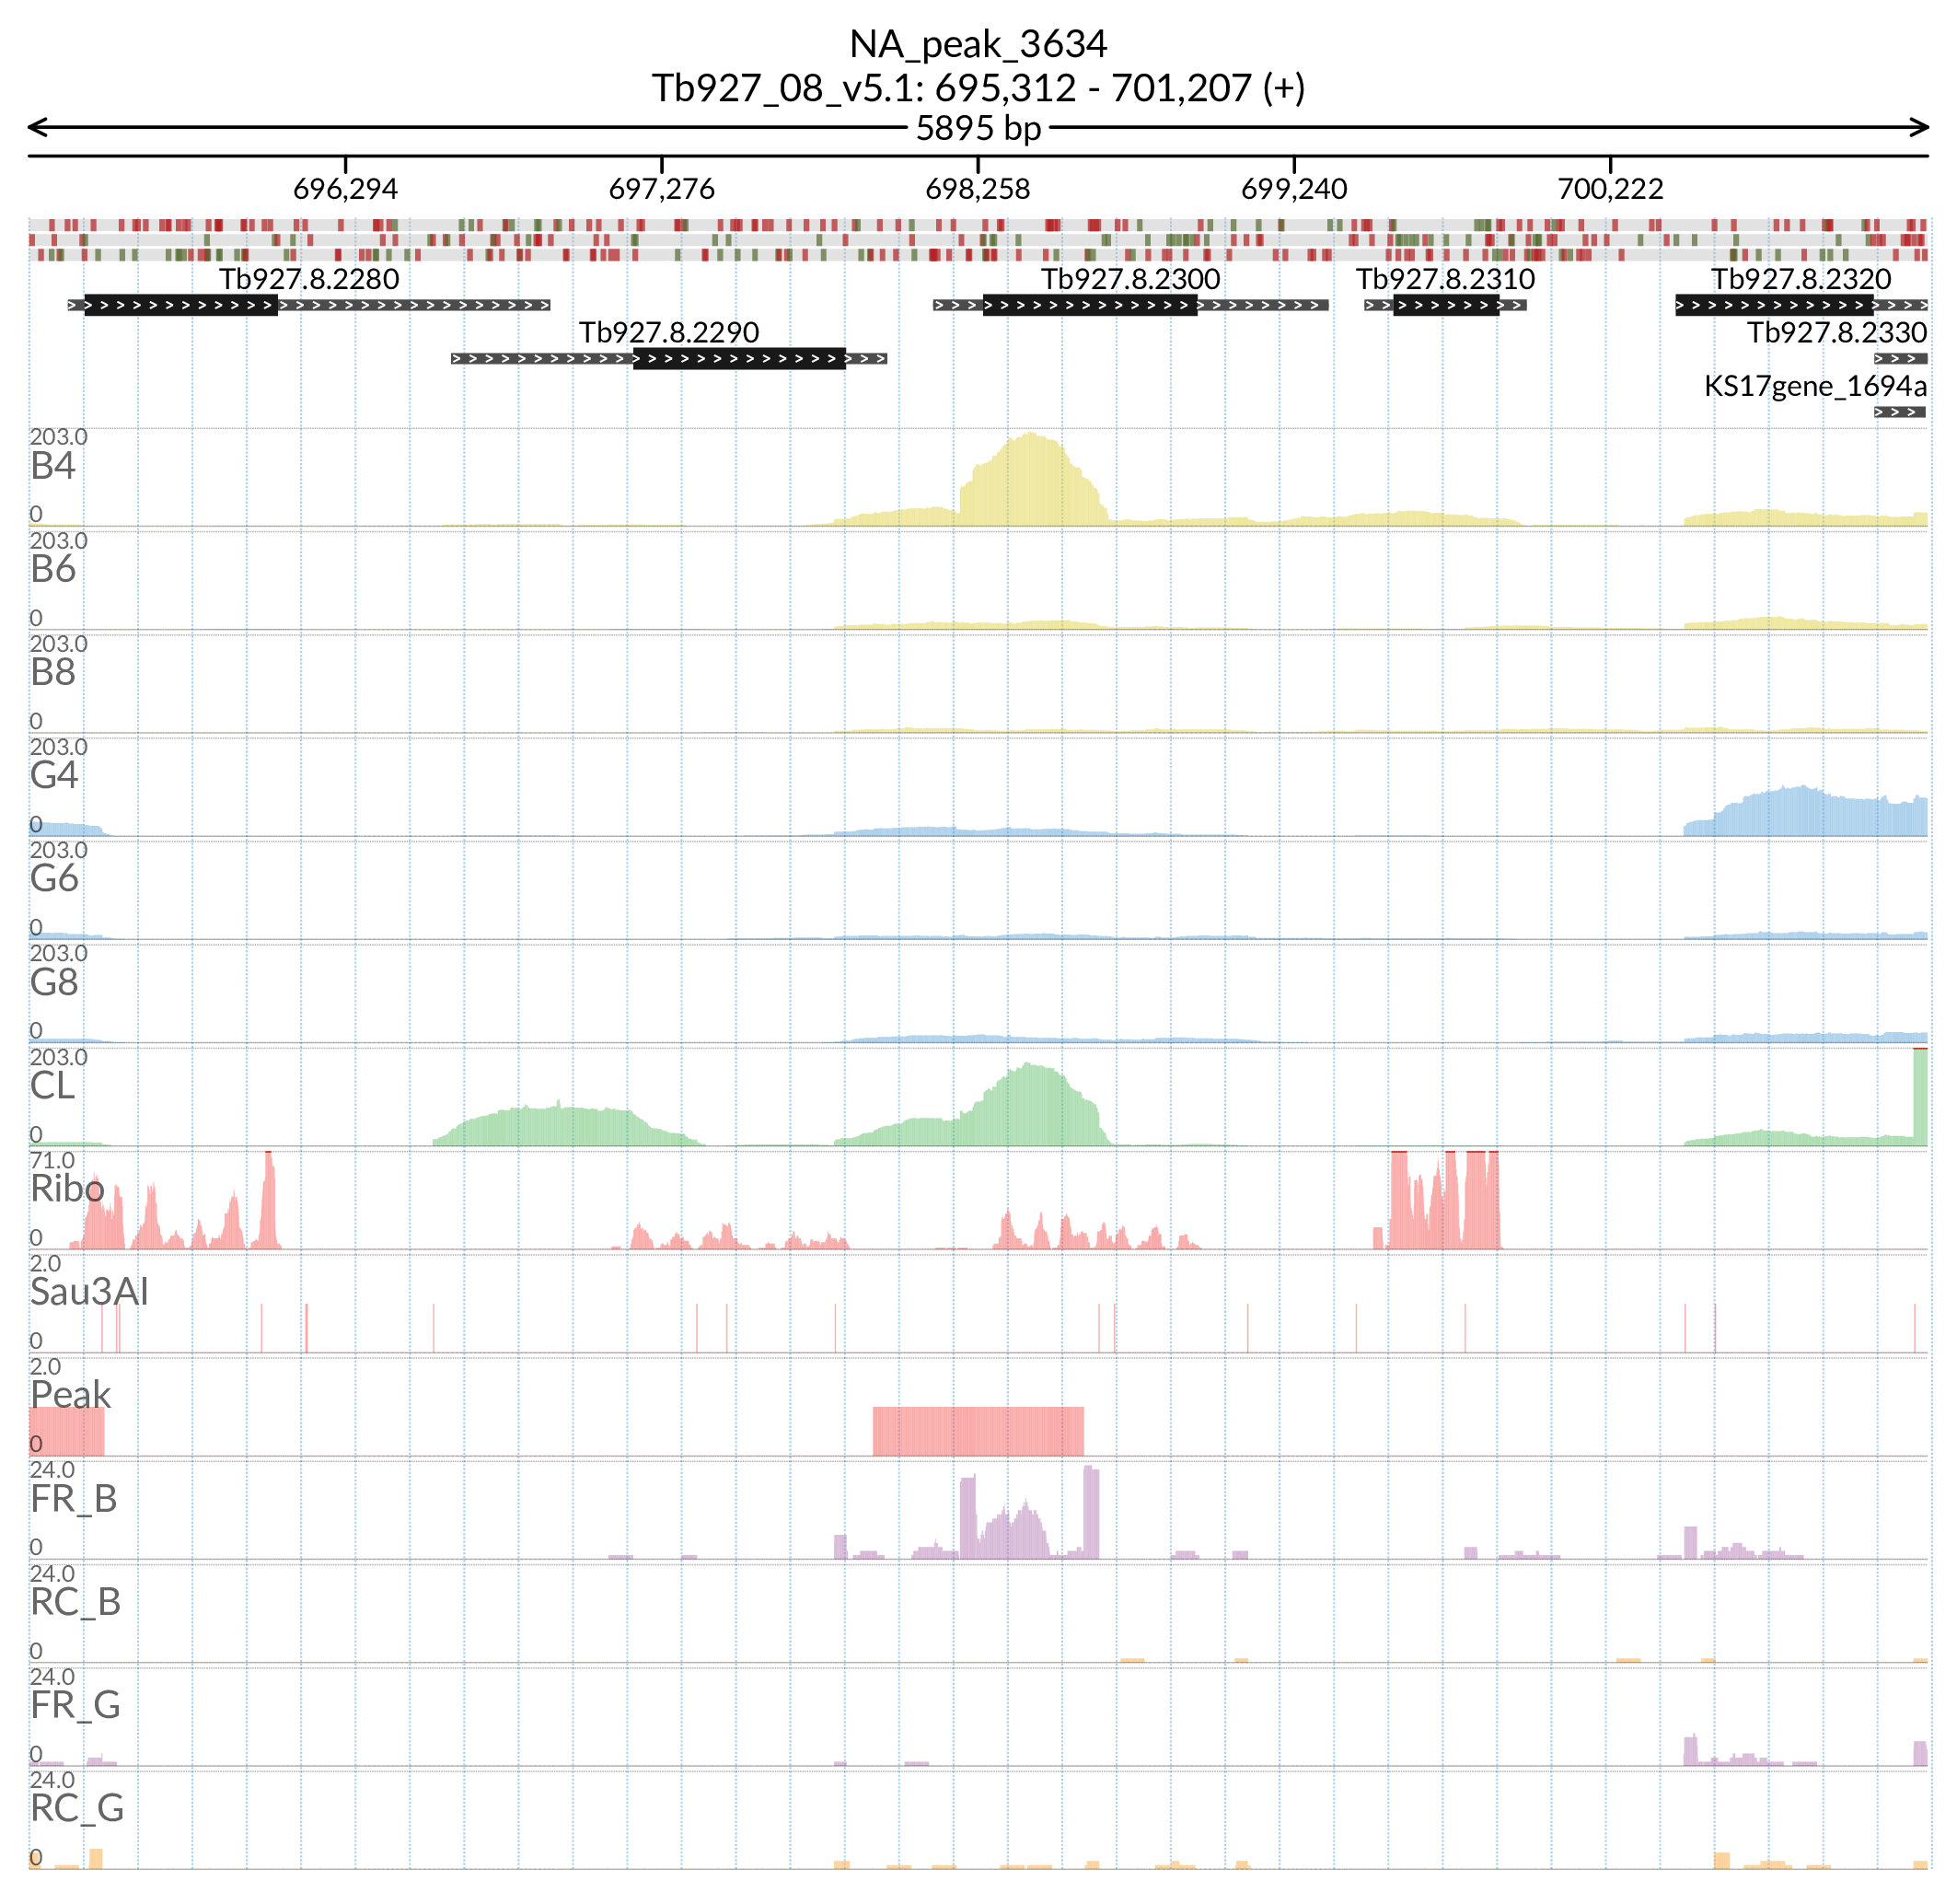 NA_peak_3634
Tb927_08_v5.1: 695,312 - 701,207 (+)
5895 bp
696,294 697,276 698,258 699,240 700,222
Tb927.8.2280 Tb927.8.2300 Tb927.8.2310 Tb927.8.2320
Tb927.8.2290 Tb927.8.2330
KS17gene_1694a
203.0
B4
0
203.0
B6
0
203.0
B8
0
203.0
G4
0
203.0
G6
0
203.0
G8
0
203.0
CL
0
71.0
Ribo
0
2.0
Sau3AI
0
2.0
Peak
0
24.0
FR_B
0
24.0
RC_B
0
24.0
FR_G
0
24.0
RC_G
0